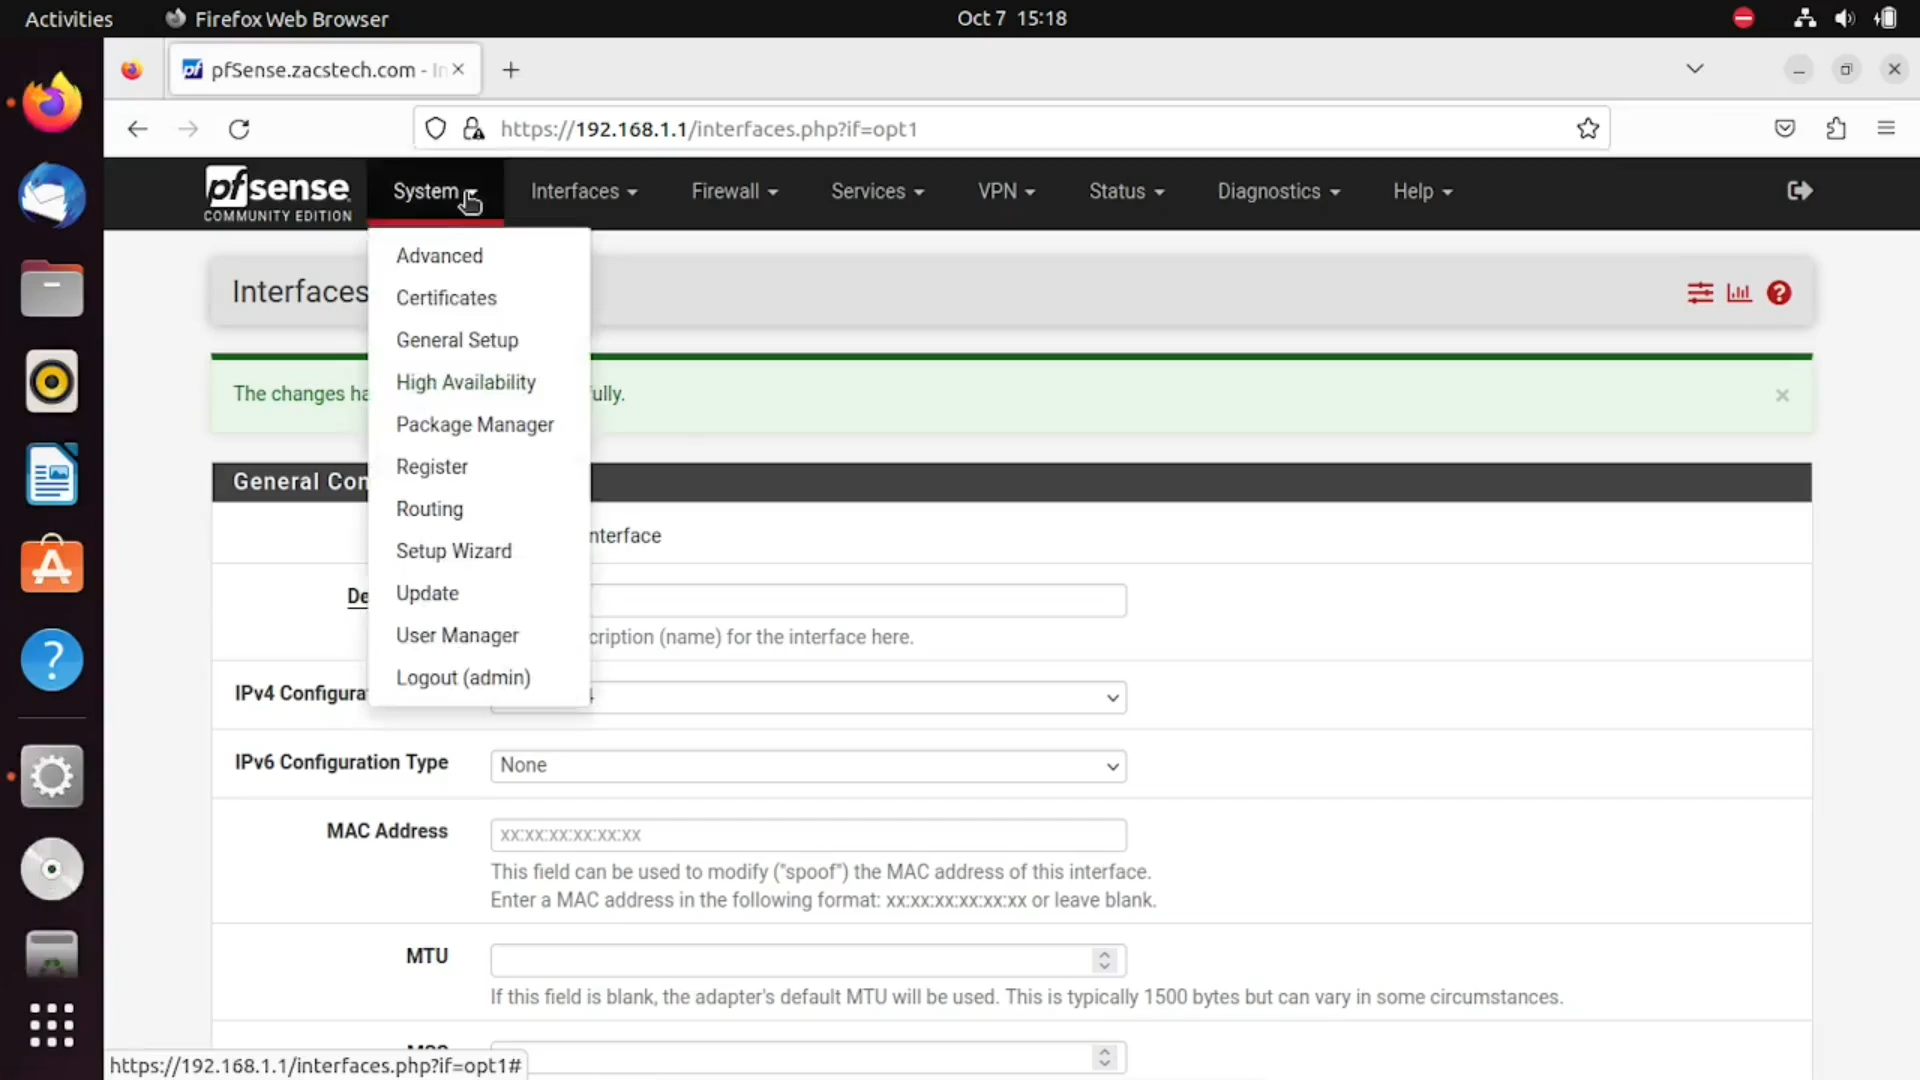 Activities
Firefox Web Browser
Oct 7 15:18
pfSense.zacstech.com - In
https://192.168.1.1/interfaces.php?if=opt1
pfsense
COMMUNITY EDITION
System
Interfaces
Firewall
Services
VPN
Status
Diagnostics
Help
Advanced
Certificates
General Setup
High Availability
Package Manager
Register
Routing
Setup Wizard
Update
User Manager
Logout (admin)
Interfaces
The changes ha
fully.
General Con
nterface
De
cription (name) for the interface here.
IPv4 Configurat
IPv6 Configuration Type
None
MAC Address
xx:xx:xx:xx:xx:xx
This field can be used to modify ("spoof") the MAC address of this interface.
Enter a MAC address in the following format: xx:xx:xx:xx:xx:xx or leave blank.
MTU
If this field is blank, the adapter's default MTU will be used. This is typically 1500 bytes but can vary in some circumstances.
https://192.168.1.1/interfaces.php?if=opt1#